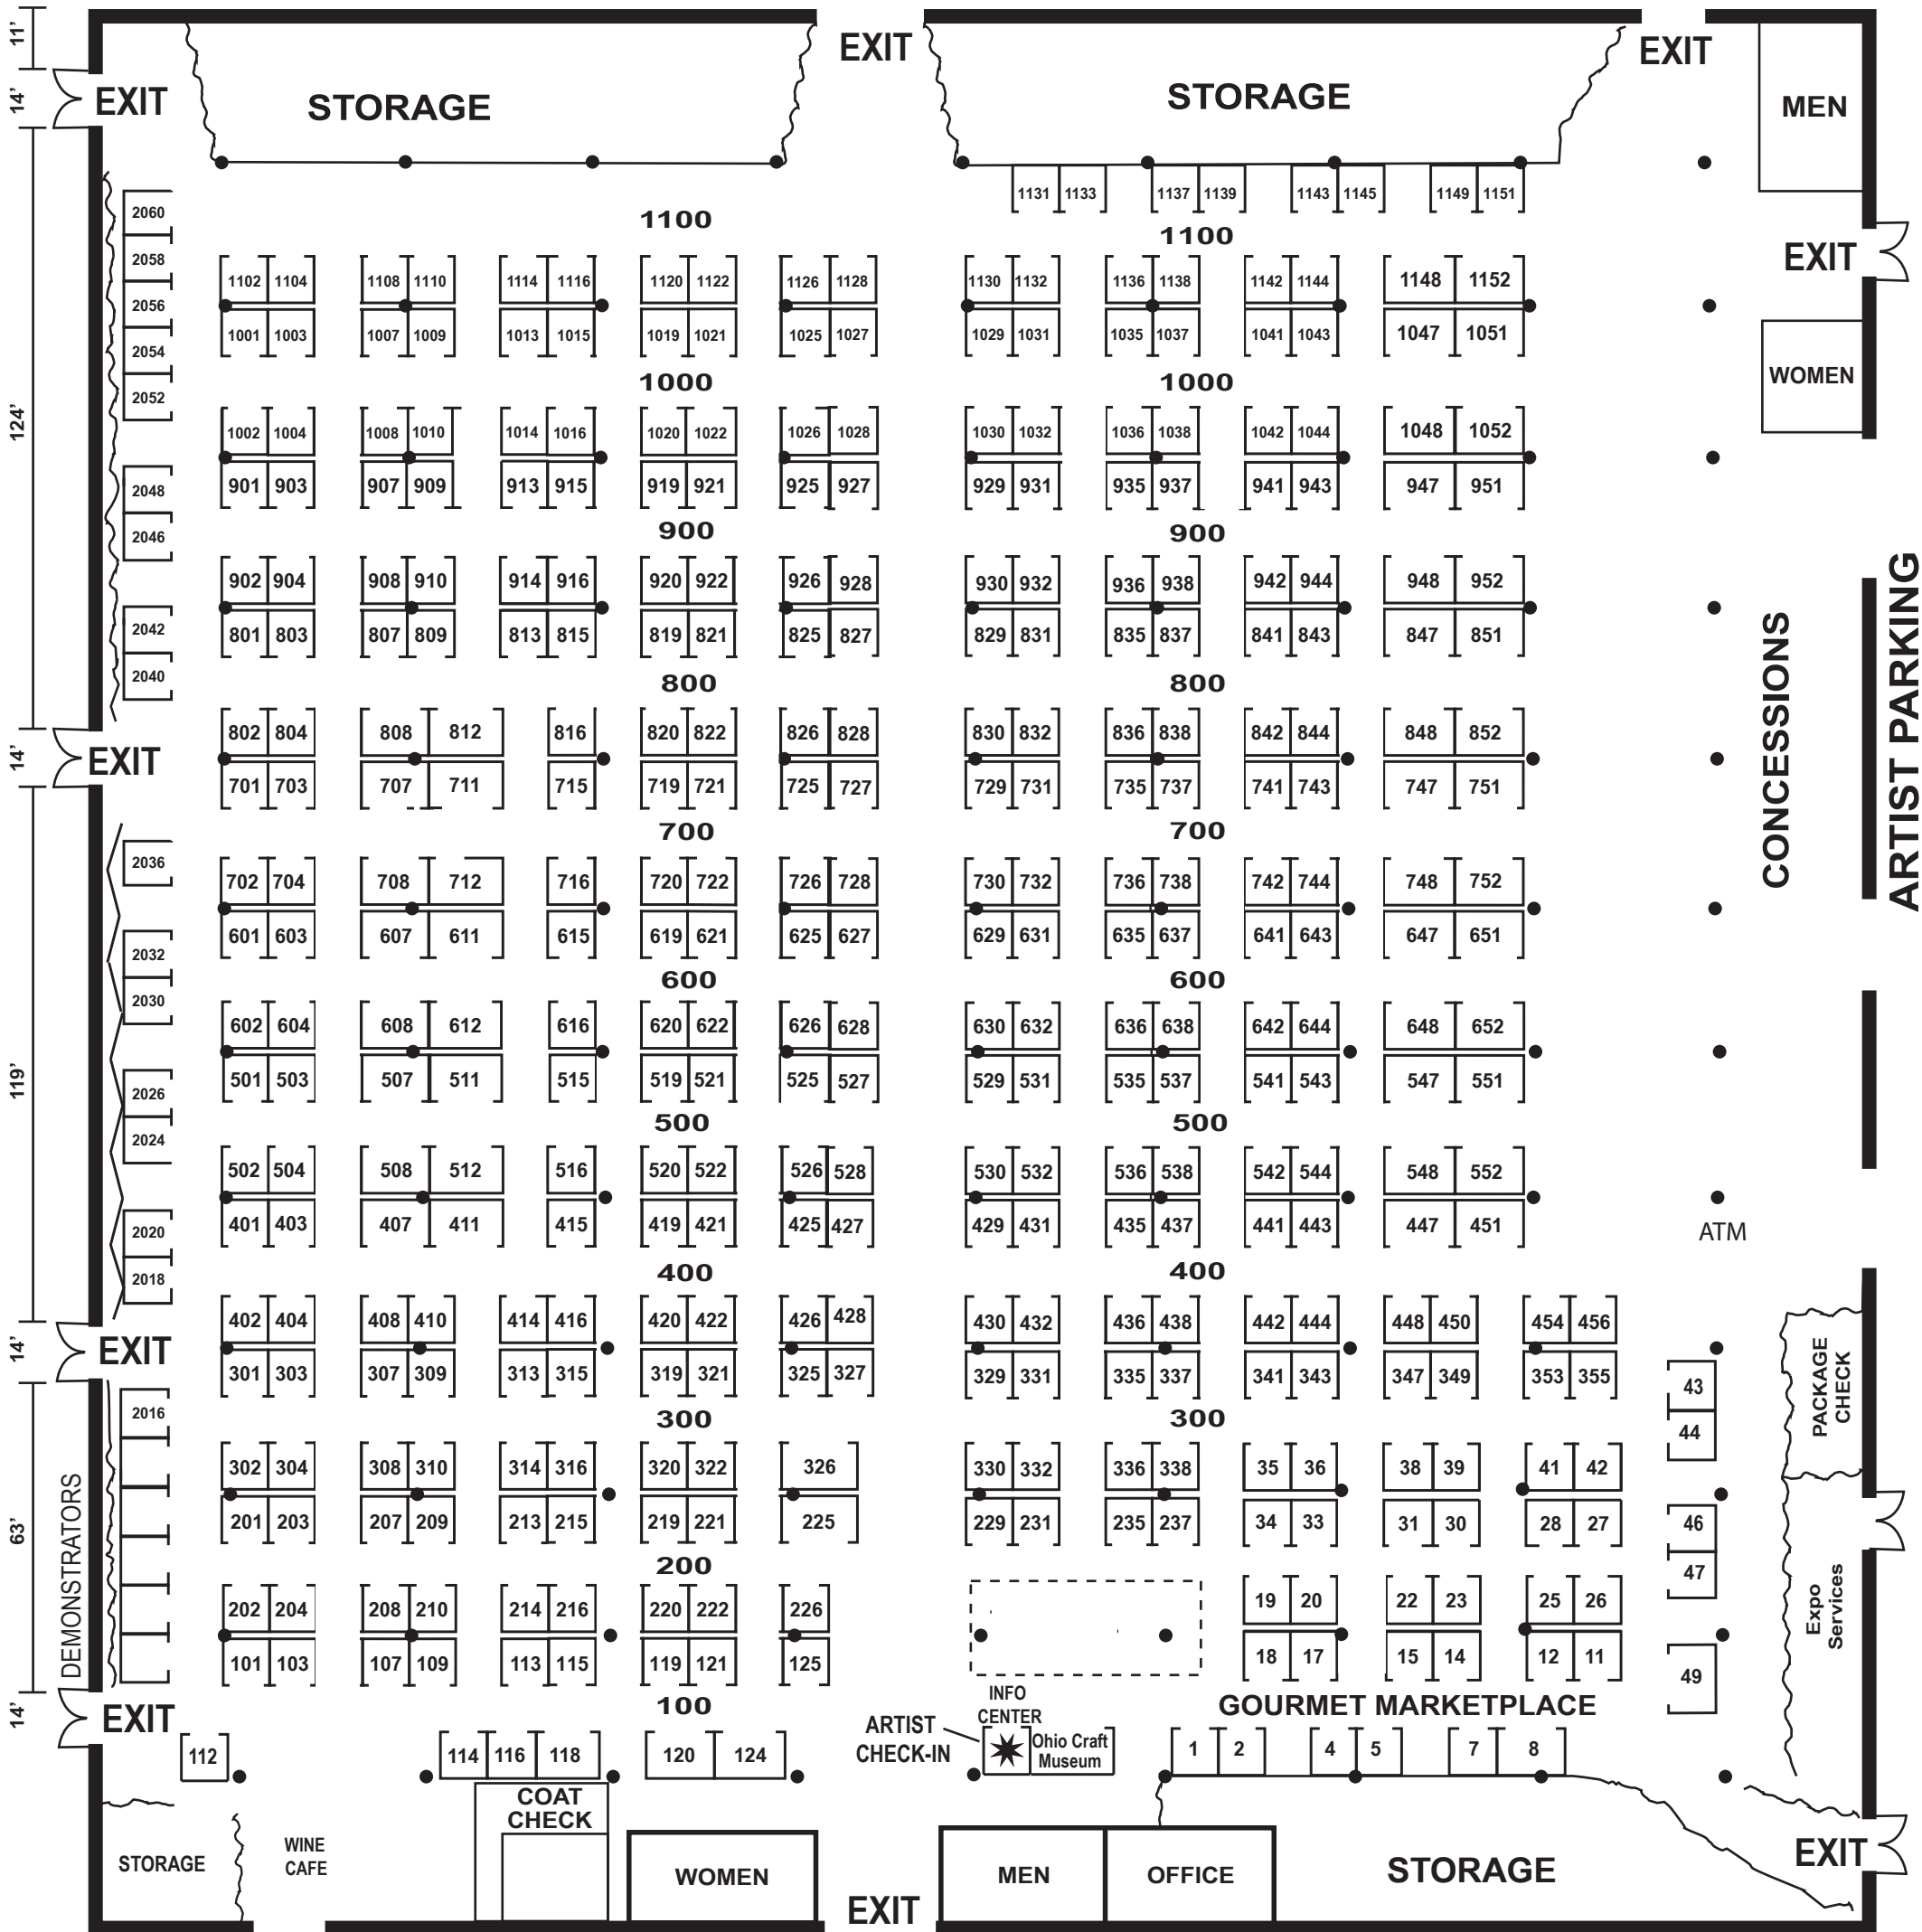 11'
EXIT
EXIT
14'
EXIT
STORAGE
STORAGE
MEN
1131 1133 1137 1139 1143 1145 1149 1151
2060
1100
1100
2058
EXIT
1102 1104 1108 1110 1114 1116 1120 1122 1126 1128 1130 1132 1136 1138 1142 1144 1148 1152
2056
1001 1003 1007 1009 1013 1015 1019 1021 1025 1027 1029 1031 1035 1037 1041 1043 1047 1051
2054
WOMEN
1000
1000
2052
124'
1002 1004 1008 1010 1014 1016 1020 1022 1026 1028 1030 1032 1036 1038 1042 1044 1048 1052
2048
901 903 907 909 913 915 919 921 925 927 929 931 935 937 941 943 947 951
2046
900
900
902 904 908 910 914 916 920 922 926 928 930 932 936 938 942 944 948 952
2042
801 803 807 809 813 815 819 821 825 827 829 831 835 837 841 843 847 851
2040
800
800
CONCESSIONS
ARTIST PARKING
802 804 808 812 816 820 822 826 828 830 832 836 838 842 844 848 852
14'
EXIT
701 703 707 711 715 719 721 725 727 729 731 735 737 741 743 747 751
700
700
2036
702 704 708 712 716 720 722 726 728 730 732 736 738 742 744 748 752
2032
601 603 607 611 615 619 621 625 627 629 631 635 637 641 643 647 651
600
600
2030
602 604 608 612 616 620 622 626 628 630 632 636 638 642 644 648 652
119'
2026
501 503 507 511 515 519 521 525 527 529 531 535 537 541 543 547 551
500
500
2024
502 504 508 512 516 520 522 526 528 530 532 536 538 542 544 548 552
2020
401 403 407 411 415 419 421 425 427 429 431 435 437 441 443 447 451
ATM
2018
400
400
402 404 408 410 414 416 420 422 426 428 430 432 436 438 442 444 448 450 454 456
14'
EXIT
301 303 307 309 313 315 319 321 325 327 329 331 335 337 341 343 347 349 353 355
43
PACKAGE
CHECK
2016
300
300
44
302 304 308 310 314 316 320 322 326 330 332 336 338 35 36 38 39 41 42
63'
DEMONSTRATORS
201 203 207 209 213 215 219 221 225 229 231 235 237 34 33 31 30 28 27
46
200
47
202 204 208 210 214 216 220 222 226 19 20 22 23 25 26
Expo
Services
101 103 107 109 113 115 119 121 125 18 17 15 14 12 11
49
14'
EXIT
100
INFO
CENTER
GOURMET MARKETPLACE
ARTIST
CHECK-IN
Ohio Craft
Museum
112 114 116 118 120 124 1 2 4 5 7 8
COAT
CHECK
STORAGE
WINE
CAFE
WOMEN
MEN
OFFICE
STORAGE
EXIT
EXIT